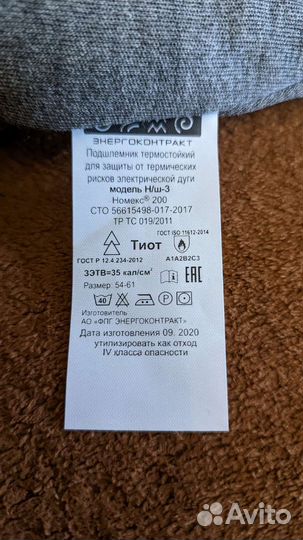 ЭНЕРГОКОНТРАКТ
Подшлемник термостойкий
для защиты от термических
рисков электрической дуги
модель Н/ш-3
Номекс® 200
СТО 56615498-017-2017
ТР ТС 019/2011
ГОСТ ISO 11612-2014
Тиот
ГОСТ Р 12.4.234-2012
A1A2B2C3
ЗЭТВ=35 кал/см²
EAC
Размер: 54-61
40
Изготовитель
АО «ФПГ ЭНЕРГОКОНТРАКТ»
Дата изготовления 09. 2020
утилизировать как отход
IV класса опасности
Avito